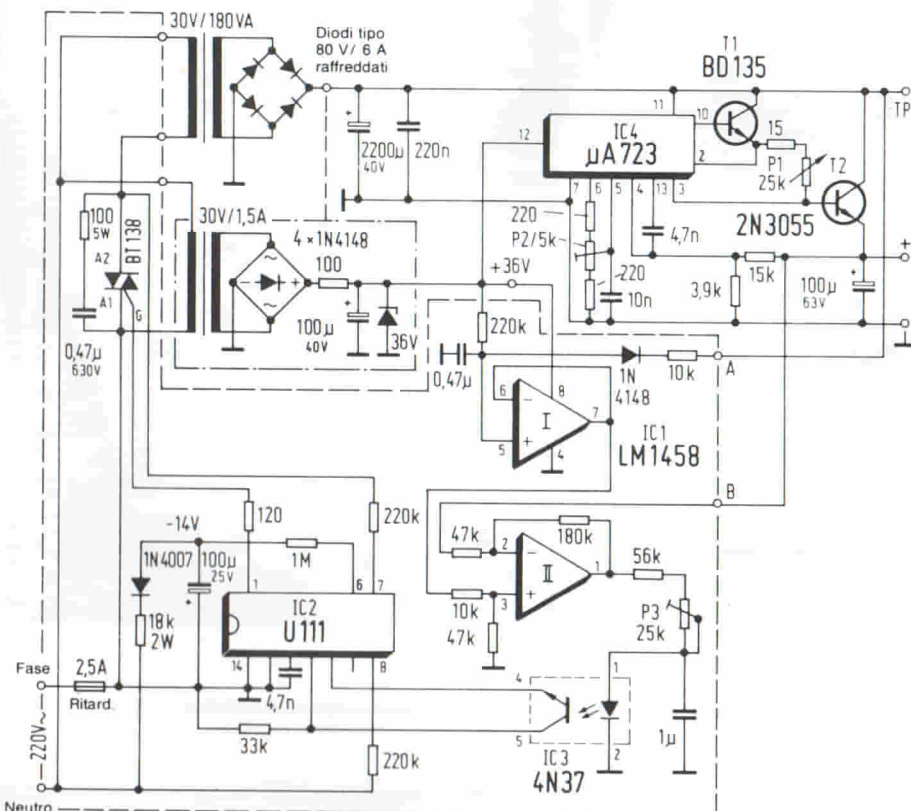 30V/180VA
Diodi tipo
80 V/ 6 A
raffreddati
T1
BD135
TP
11
10
12
IC4
µA723
2
15
P1
25k
T2
2N3055
7 6 5 4 13 3
2200µ
40V
220n
220
P2/5k
220
10n
4,7n
15k
3,9k
100µ
63V
+
100
5W
A2
BT138
A1
G
0,47µ
630V
30V/1,5A
4×1N4148
100
~
~
+36V
100µ
40V
36V
220k
0,47µ
1N
4148
10k
A
6
5
8
7
4
−
+
I
IC1
LM1458
B
47k
180k
2
3
1
−
+
II
10k
47k
56k
P3
25k
120
220k
-14V
1N4007
100µ
25V
1M
1
6
7
IC2
U111
18k
2W
14
8
4,7n
Fase
2,5A
Ritard.
33k
220k
220V~
Neutro
4
5
1
2
IC3
4N37
1µ